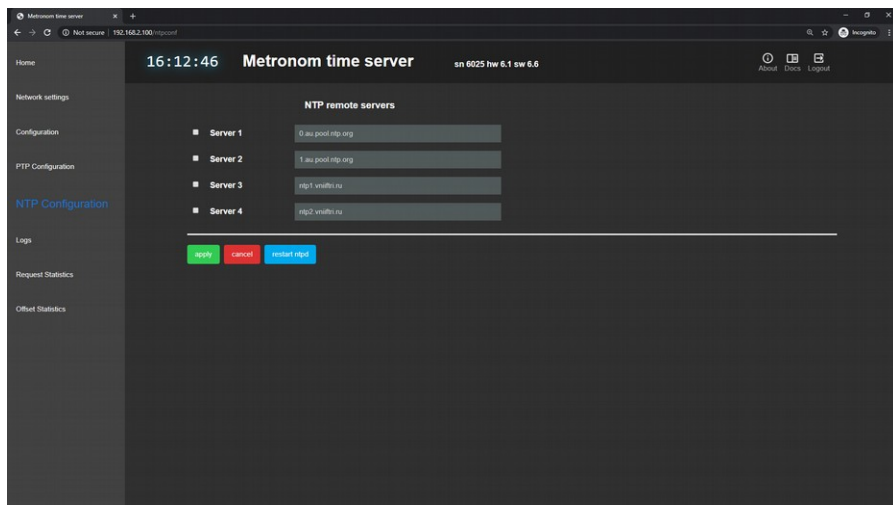 Metronom time server
Not secure | 192.168.2.100/ntpconf
Incognito
Home
16:12:46 Metronom time server sn 6025 hw 6.1 sw 6.6
About Docs Logout
Network settings
NTP remote servers
Configuration
Server 1 0.au.pool.ntp.org
Server 2 1.au.pool.ntp.org
PTP Configuration
Server 3 ntp1.vniiftri.ru
NTP Configuration
Server 4 ntp2.vniiftri.ru
Logs
apply cancel restart ntpd
Request Statistics
Offset Statistics